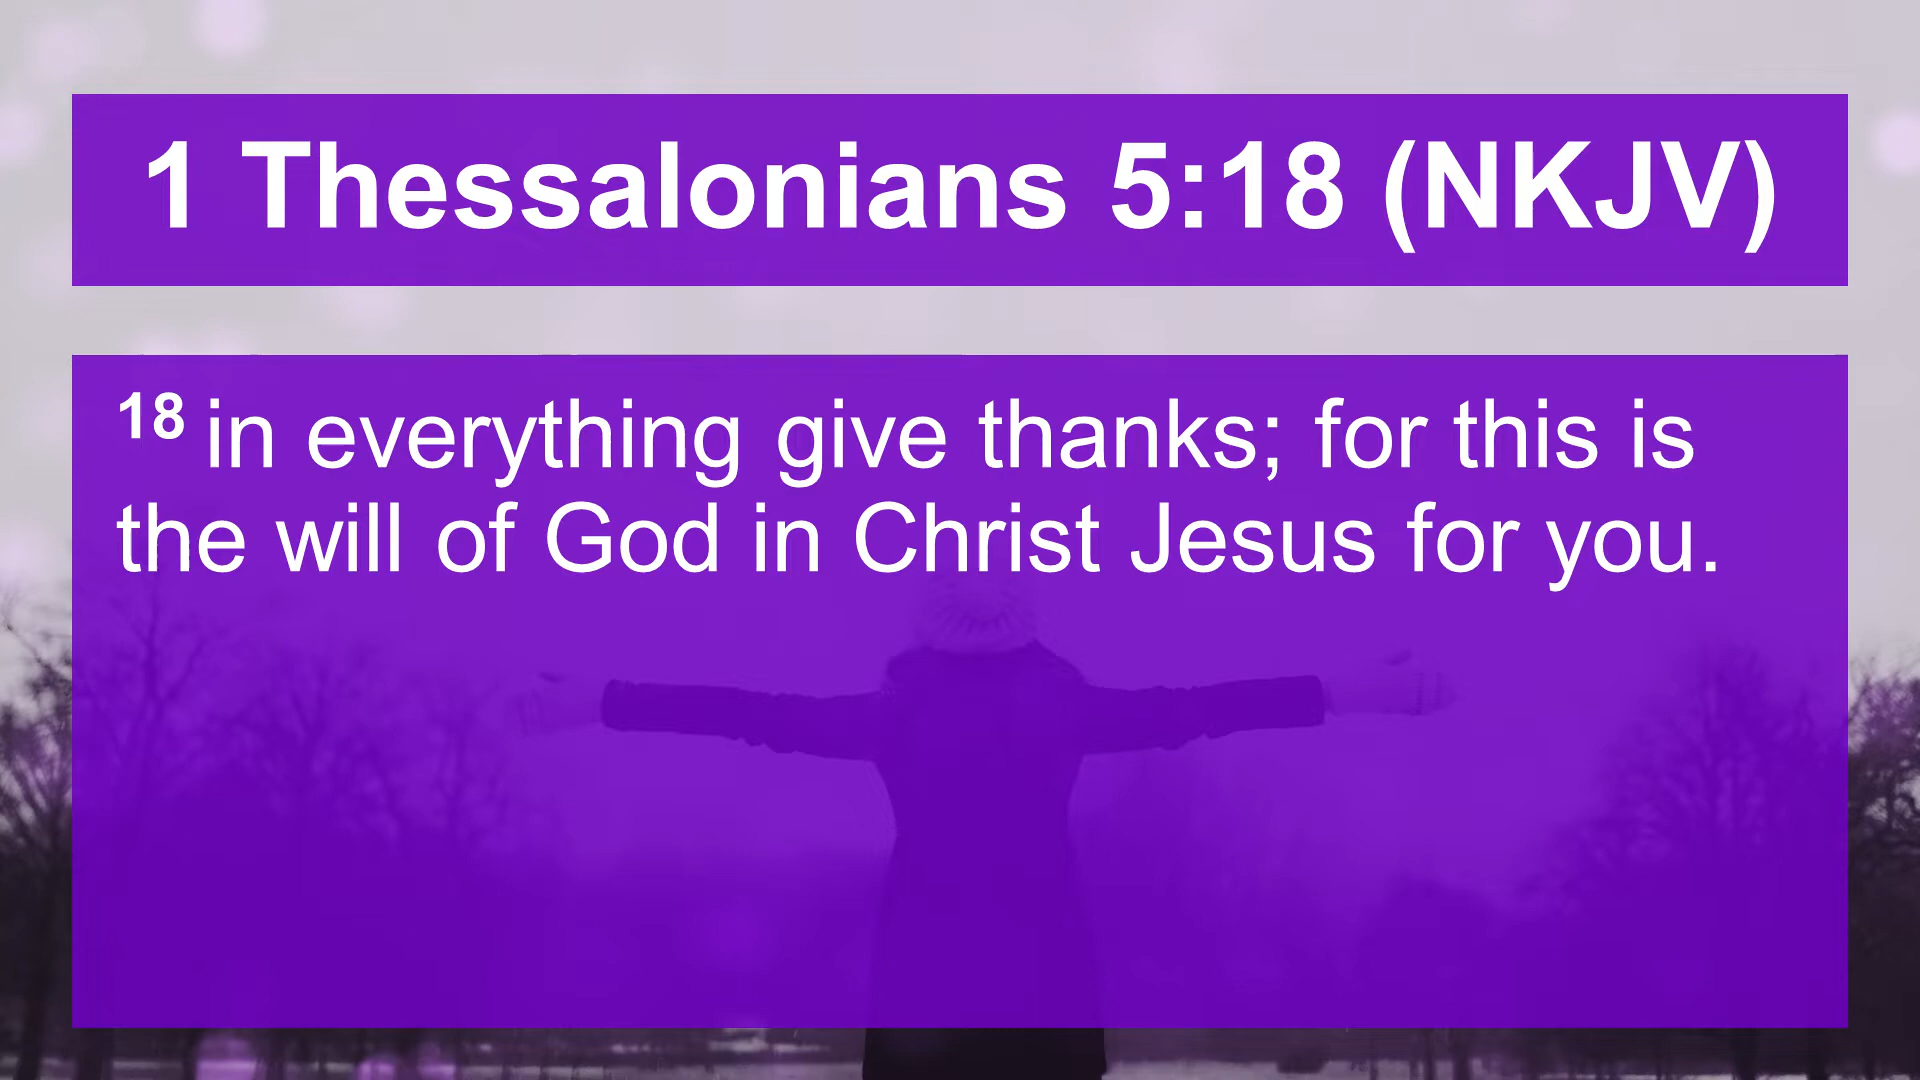 1 Thessalonians 5:18 (NKJV)
18 in everything give thanks; for this is
the will of God in Christ Jesus for you.